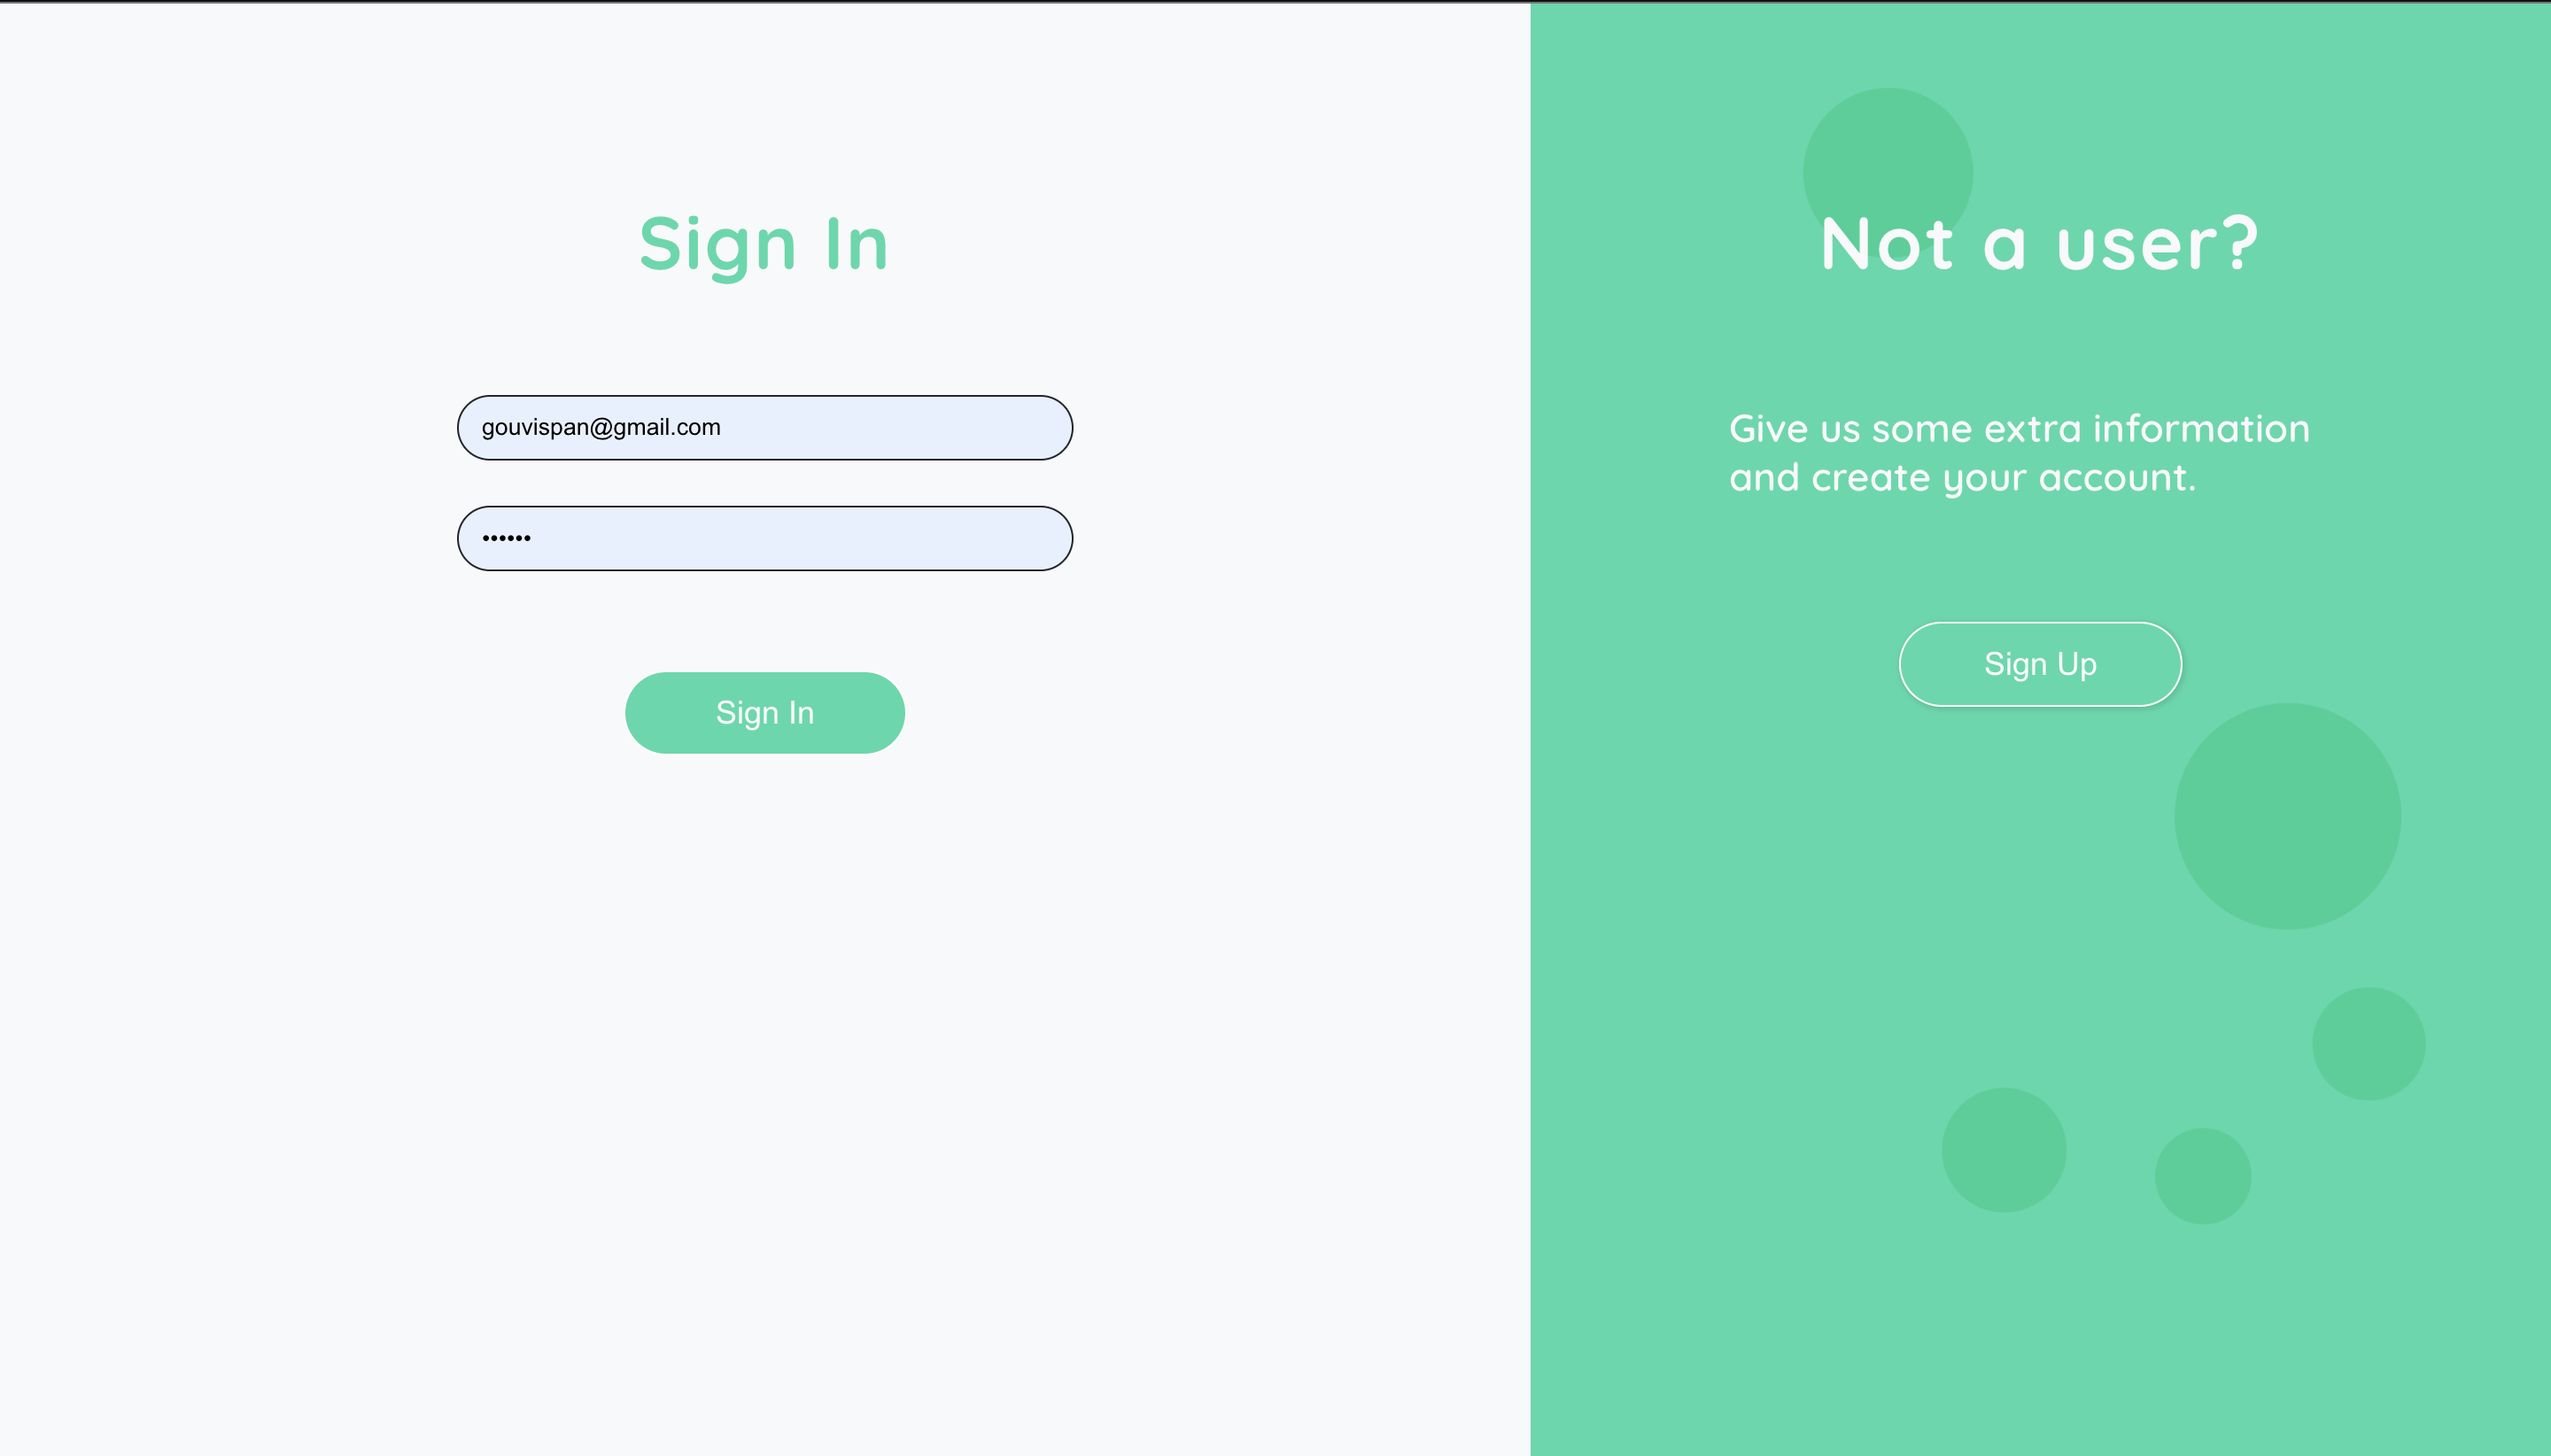 Sign In
gouvispan@gmail.com
••••••
Sign In
Not a user?
Give us some extra information
and create your account.
Sign Up